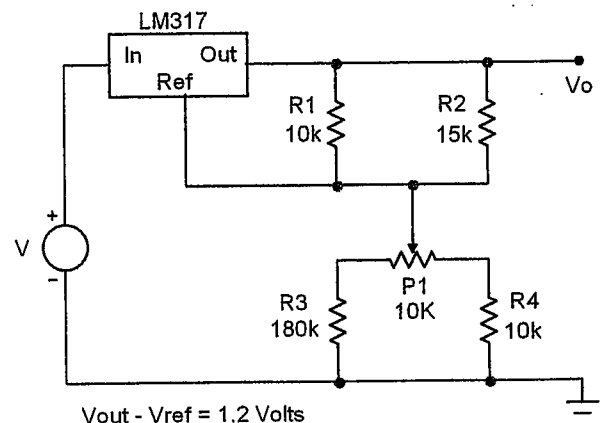 LM317
In Out
Ref
Vo
R1
10k
R2
15k
+
V
-
P1
10K
R3
180k
R4
10k
Vout - Vref = 1,2 Volts